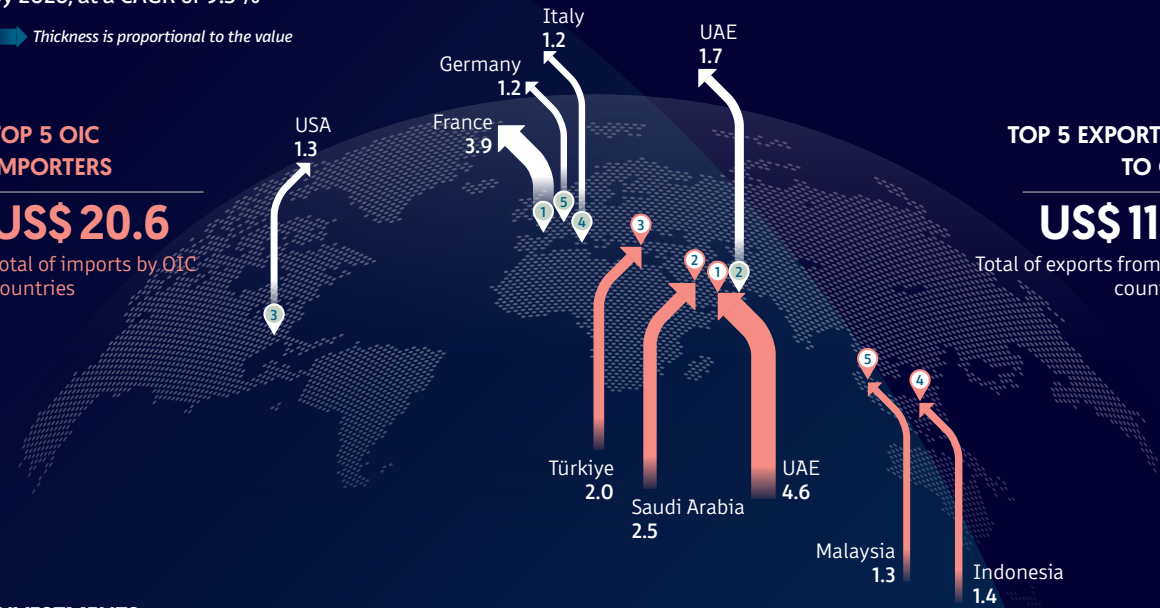 Thickness is proportional to the value
Italy
1.2
UAE
1.7
Germany
1.2
France
3.9
USA
1.3
TOP 5 OIC
IMPORTERS
US$ 20.6
total of imports by OIC
countries
TOP 5 EXPORT
TO
US$ 11
Total of exports from
1
5
4
3
2
1
2
3
5
4
Türkiye
2.0
Saudi Arabia
2.5
UAE
4.6
Malaysia
1.3
Indonesia
1.4